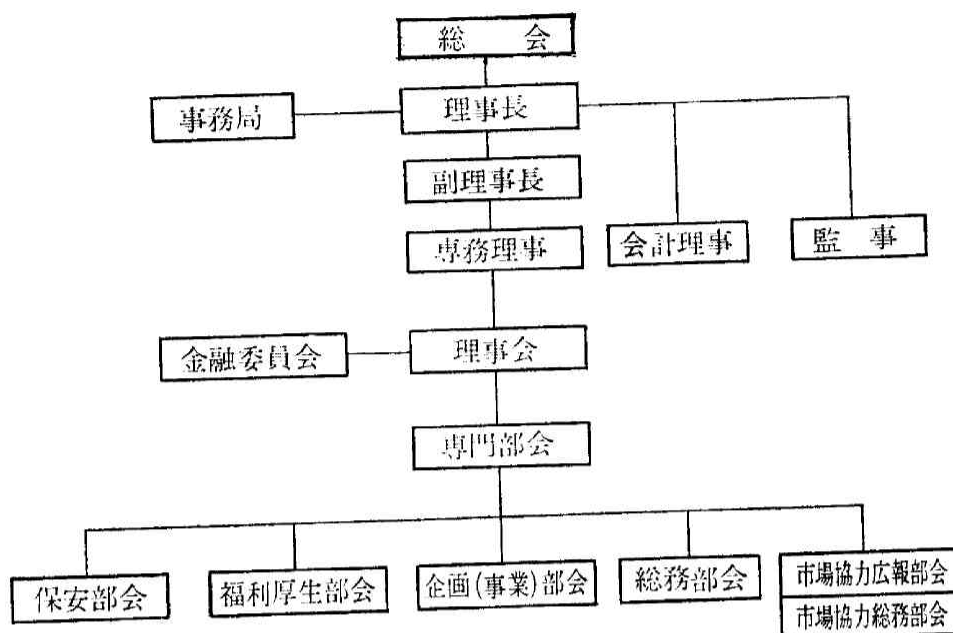 総 会
事務局
理事長
副理事長
専務理事
会計理事
監 事
金融委員会
理事会
専門部会
保安部会
福利厚生部会
企画(事業)部会
総務部会
市場協力広報部会
市場協力総務部会